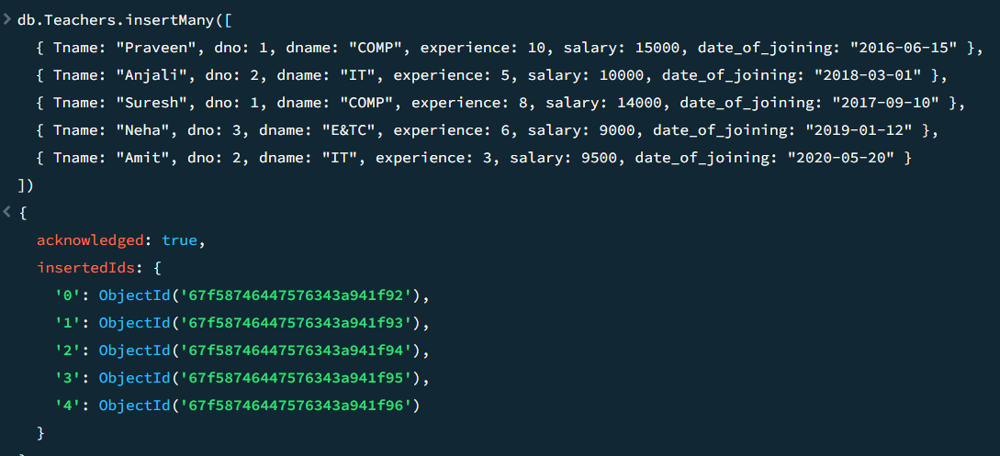 > db.Teachers.insertMany([
{ Tname: "Praveen", dno: 1, dname: "COMP", experience: 10, salary: 15000, date_of_joining: "2016-06-15" },
{ Tname: "Anjali", dno: 2, dname: "IT", experience: 5, salary: 10000, date_of_joining: "2018-03-01" },
{ Tname: "Suresh", dno: 1, dname: "COMP", experience: 8, salary: 14000, date_of_joining: "2017-09-10" },
{ Tname: "Neha", dno: 3, dname: "E&TC", experience: 6, salary: 9000, date_of_joining: "2019-01-12" },
{ Tname: "Amit", dno: 2, dname: "IT", experience: 3, salary: 9500, date_of_joining: "2020-05-20" }
])
< {
acknowledged: true,
insertedIds: {
'0': ObjectId('67f58746447576343a941f92'),
'1': ObjectId('67f58746447576343a941f93'),
'2': ObjectId('67f58746447576343a941f94'),
'3': ObjectId('67f58746447576343a941f95'),
'4': ObjectId('67f58746447576343a941f96')
}